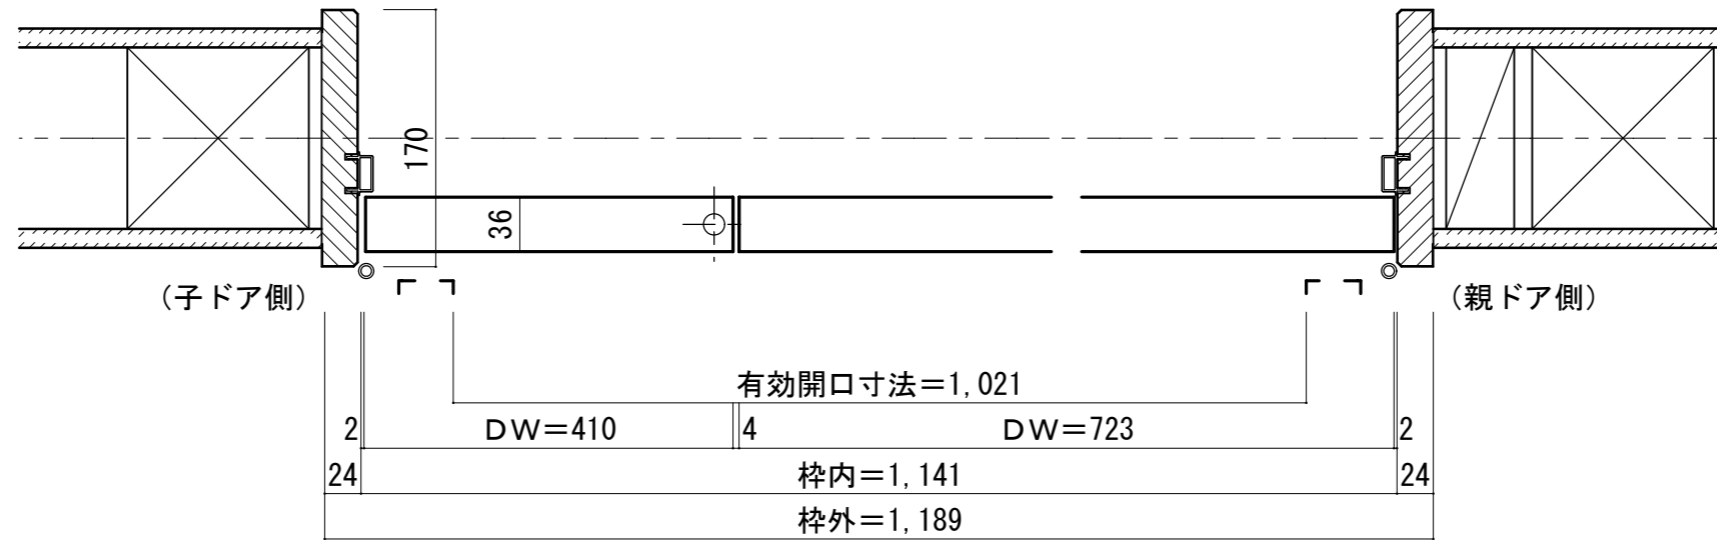 170
36
（子ドア側）
（親ドア側）
有効開口寸法＝1,021
2
DW＝410
4
DW＝723
2
24
枠内＝1,141
24
枠外＝1,189